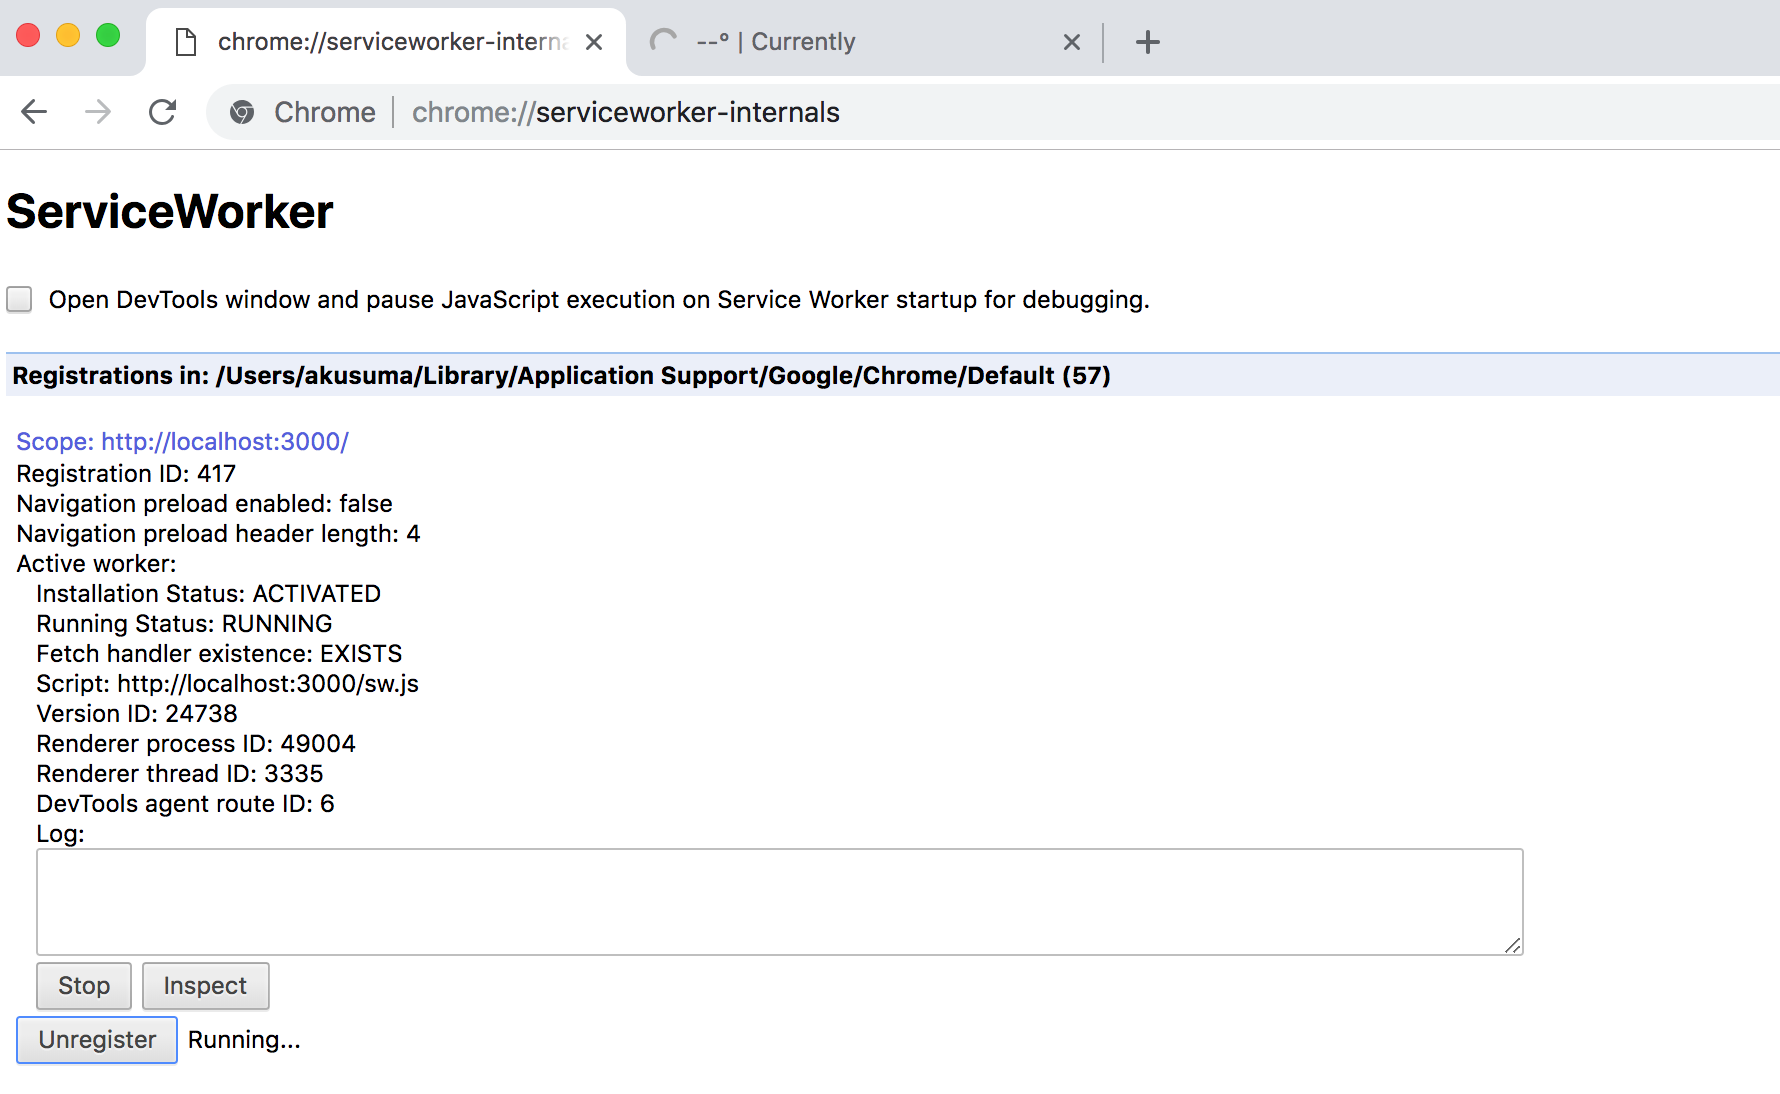 chrome://serviceworker-interna
--° | Currently
Chrome | chrome://serviceworker-internals
ServiceWorker
Open DevTools window and pause JavaScript execution on Service Worker startup for debugging.
Registrations in: /Users/akusuma/Library/Application Support/Google/Chrome/Default (57)
Scope: http://localhost:3000/
Registration ID: 417
Navigation preload enabled: false
Navigation preload header length: 4
Active worker:
Installation Status: ACTIVATED
Running Status: RUNNING
Fetch handler existence: EXISTS
Script: http://localhost:3000/sw.js
Version ID: 24738
Renderer process ID: 49004
Renderer thread ID: 3335
DevTools agent route ID: 6
Log:
Stop Inspect
Unregister Running...